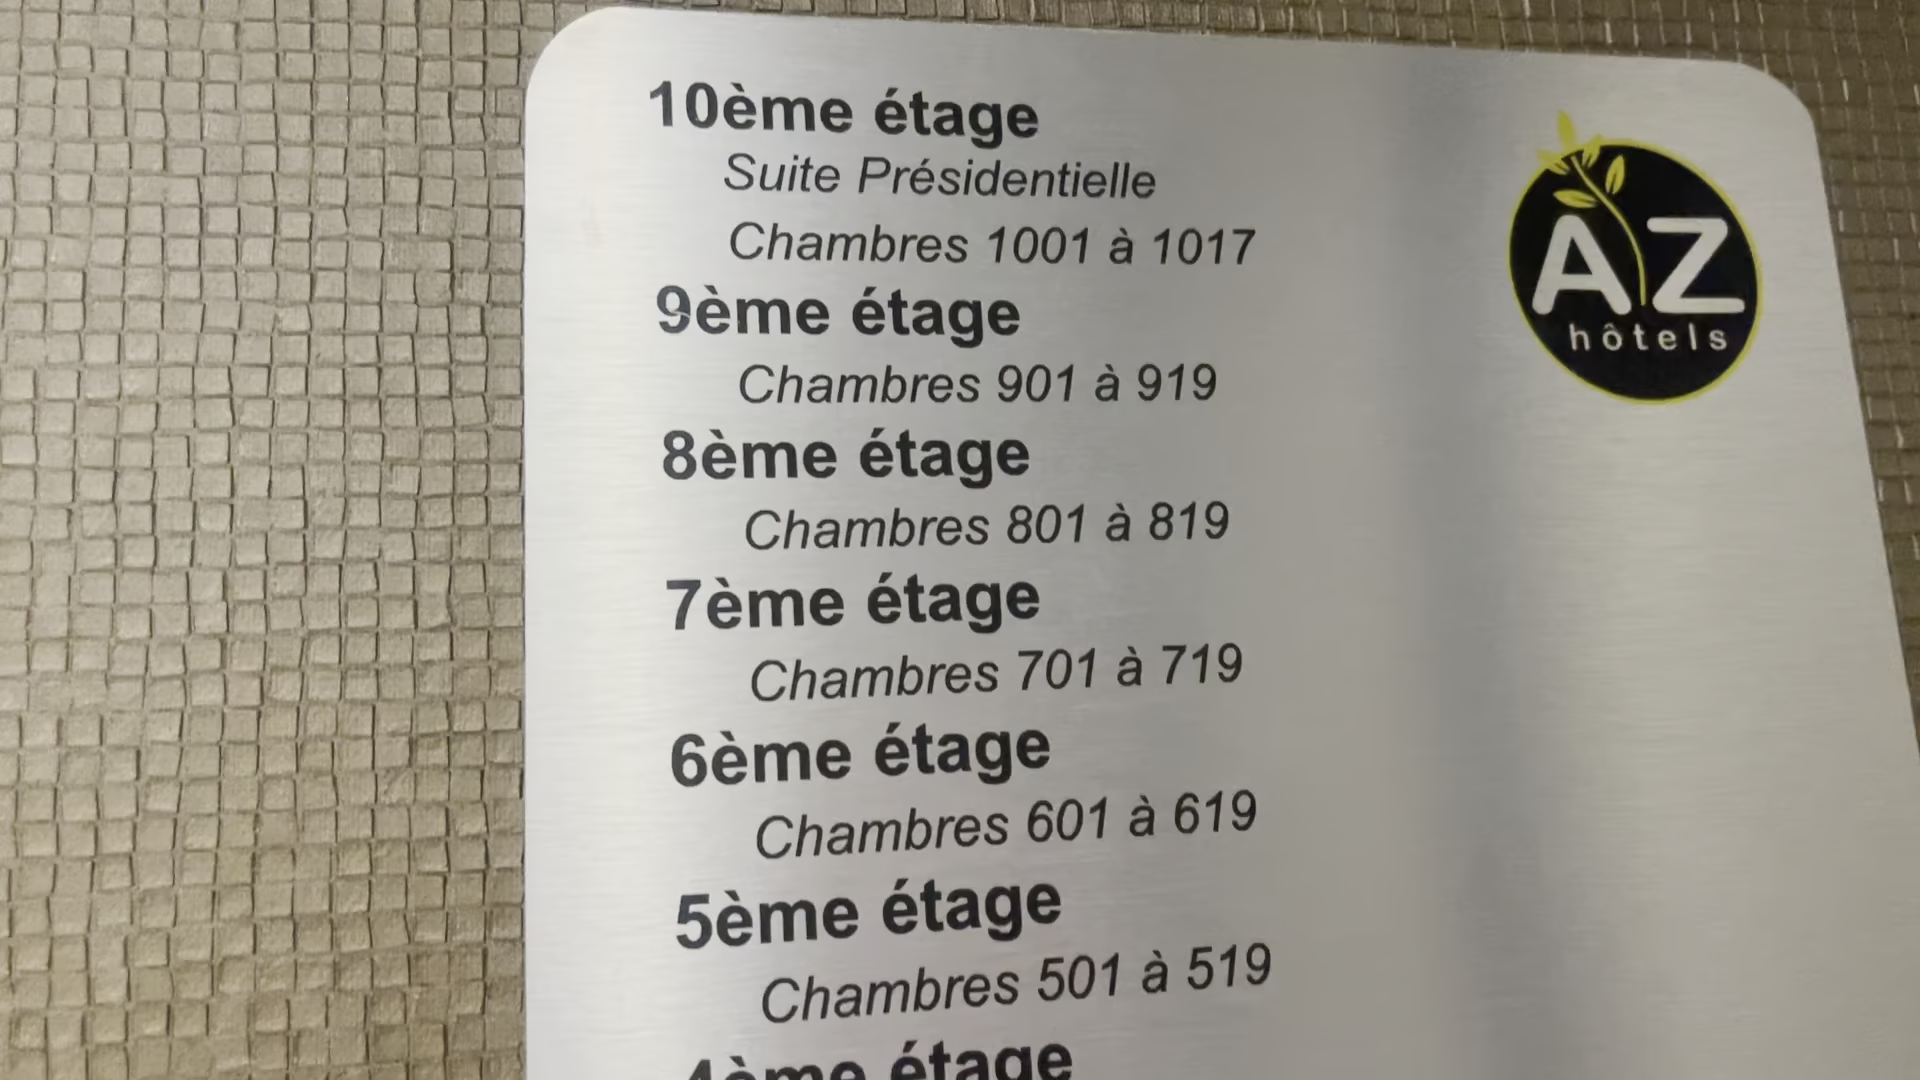 10ème étage
Suite Présidentielle
Chambres 1001 à 1017
9ème étage
Chambres 901 à 919
8ème étage
Chambres 801 à 819
7ème étage
Chambres 701 à 719
6ème étage
Chambres 601 à 619
5ème étage
Chambres 501 à 519
4ème étage
AZ
hôtels